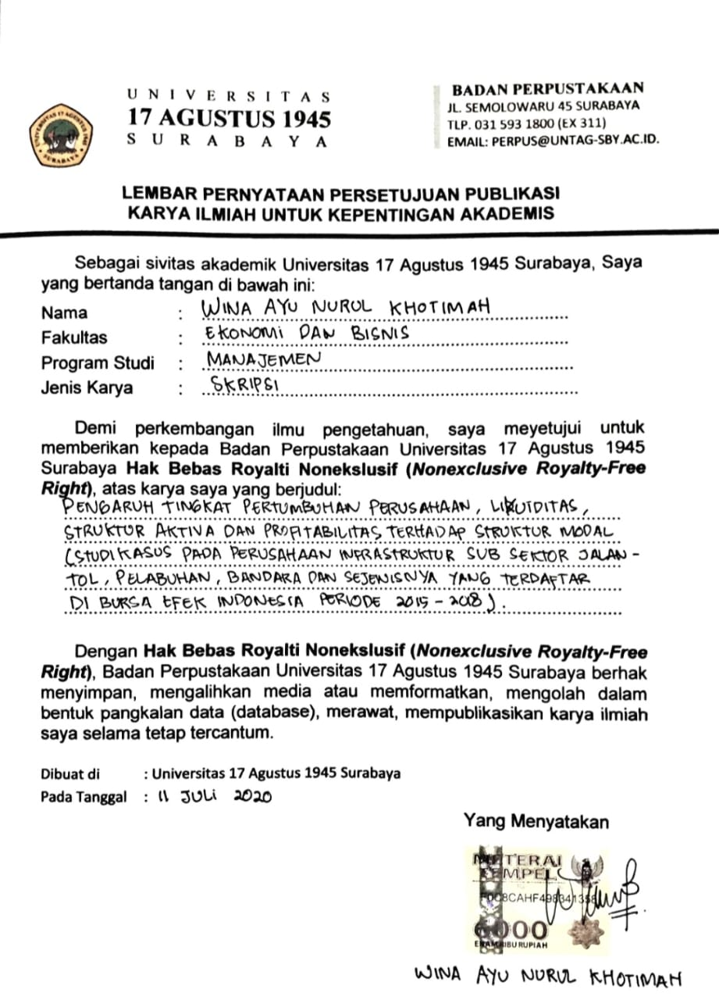 UNIVERSITAS
17 AGUSTUS 1945
SURABAYA
BADAN PERPUSTAKAAN
JL. SEMOLOWARU 45 SURABAYA
TLP. 031 593 1800 (EX 311)
EMAIL: PERPUS@UNTAG-SBY.AC.ID.
UNIVERSITAS 17 AGUSTUS 1945
SURABAYA
LEMBAR PERNYATAAN PERSETUJUAN PUBLIKASI
KARYA ILMIAH UNTUK KEPENTINGAN AKADEMIS
Sebagai sivitas akademik Universitas 17 Agustus 1945 Surabaya, Saya
yang bertanda tangan di bawah ini:
Nama : WINA AYU NURUL KHOTIMAH
Fakultas : EKONOMI DAN BISNIS
Program Studi : MANAJEMEN
Jenis Karya : SKRIPSI
Demi perkembangan ilmu pengetahuan, saya meyetujui untuk
memberikan kepada Badan Perpustakaan Universitas 17 Agustus 1945
Surabaya Hak Bebas Royalti Nonekslusif (Nonexclusive Royalty-Free
Right), atas karya saya yang berjudul:
PENGARUH TINGKAT PERTUMBUHAN PERUSAHAAN, LIKUIDITAS,
STRUKTUR AKTIVA DAN PROFITABILITAS TERHADAP STRUKTUR MODAL
(STUDI KASUS PADA PERUSAHAAN INFRASTRUKTUR SUB SEKTOR JALAN -
TOL, PELABUHAN, BANDARA DAN SEJENISNYA YANG TERDAFTAR
DI BURSA EFEK INDONESIA PERIODE 2015 - 2018).
Dengan Hak Bebas Royalti Nonekslusif (Nonexclusive Royalty-Free
Right), Badan Perpustakaan Universitas 17 Agustus 1945 Surabaya berhak
menyimpan, mengalihkan media atau memformatkan, mengolah dalam
bentuk pangkalan data (database), merawat, mempublikasikan karya ilmiah
saya selama tetap tercantum.
Dibuat di : Universitas 17 Agustus 1945 Surabaya
Pada Tanggal : 11 JULI 2020
Yang Menyatakan
METERAI
TEMPEL
6000
ENAM RIBU RUPIAH
WINA AYU NURUL KHOTIMAH